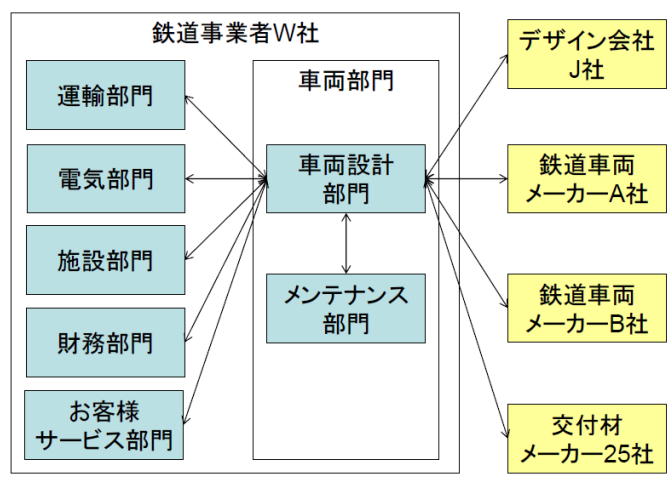 鉄道事業者W社
運輸部門
電気部門
施設部門
財務部門
お客様
サービス部門
車両部門
車両設計
部門
メンテナンス
部門
デザイン会社
J社
鉄道車両
メーカーA社
鉄道車両
メーカーB社
交付材
メーカー25社